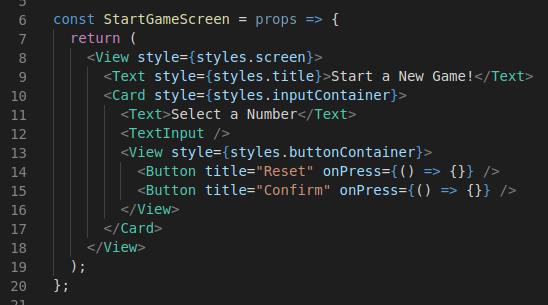 5
6 const StartGameScreen = props => {
7   return (
8     <View style={styles.screen}>
9       <Text style={styles.title}>Start a New Game!</Text>
10       <Card style={styles.inputContainer}>
11         <Text>Select a Number</Text>
12         <TextInput />
13         <View style={styles.buttonContainer}>
14           <Button title="Reset" onPress={() => {}} />
15           <Button title="Confirm" onPress={() => {}} />
16         </View>
17       </Card>
18     </View>
19   );
20 };
21